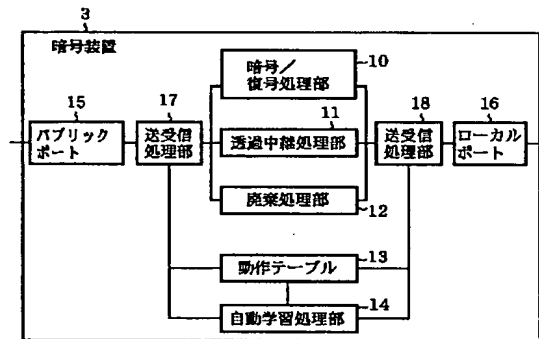 3
暗号装置
暗号／
復号処理部
10
15
パブリック
ポート
17
送受信
処理部
11
透過中継処理部
18
送受信
処理部
16
ローカル
ポート
廃棄処理部
12
13
動作テーブル
14
自動学習処理部